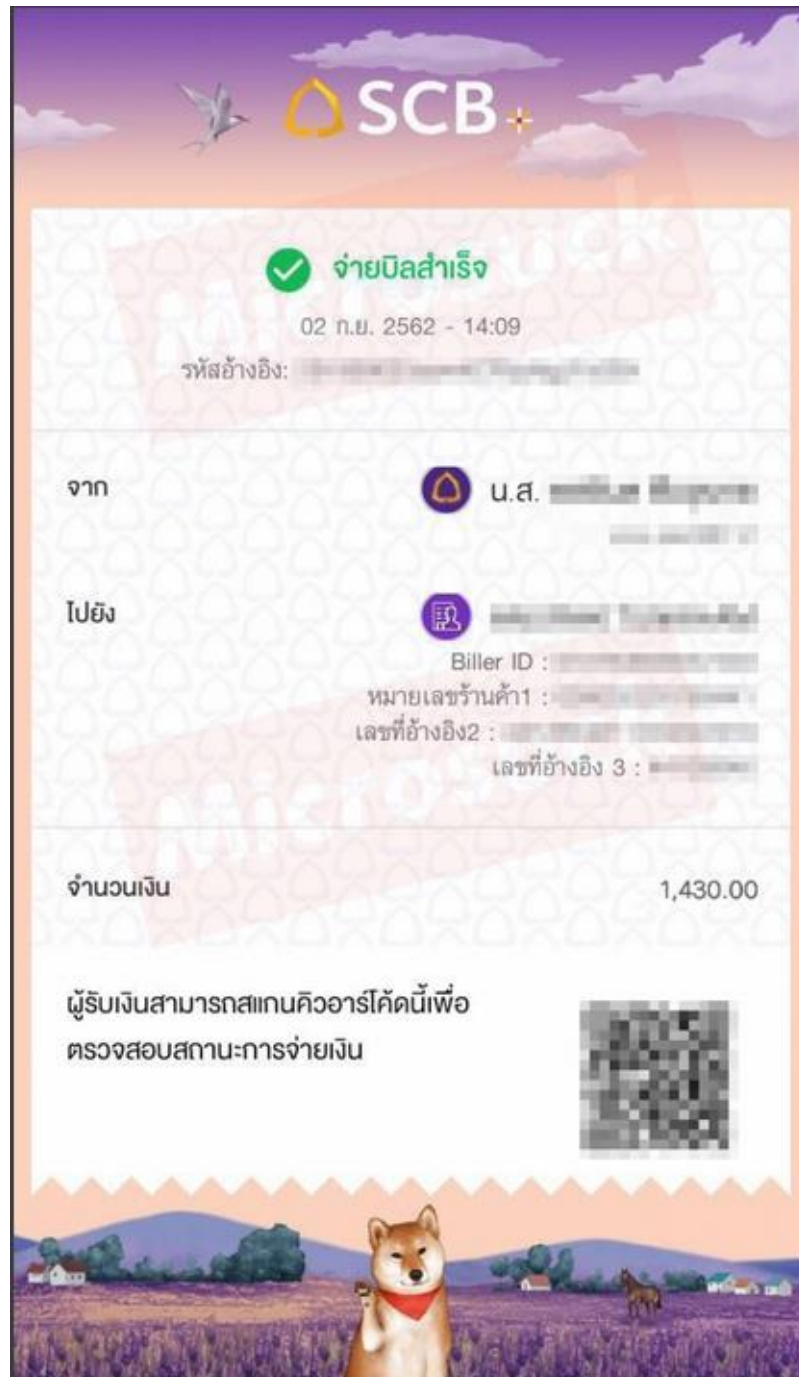 SCB
จ่ายบิลสำเร็จ
02 ก.ย. 2562 - 14:09
รหัสอ้างอิง:
จาก
น.ส.
ไปยัง
Biller ID :
หมายเลขร้านค้า1 :
เลขที่อ้างอิง2 :
เลขที่อ้างอิง 3 :
จำนวนเงิน
1,430.00
ผู้รับเงินสามารถสแกนคิวอาร์โค้ดนี้เพื่อ
ตรวจสอบสถานะการจ่ายเงิน